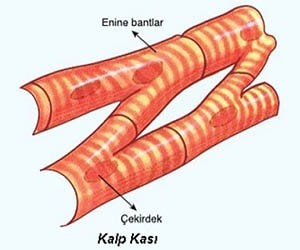 Enine bantlar
Çekirdek
Kalp Kası